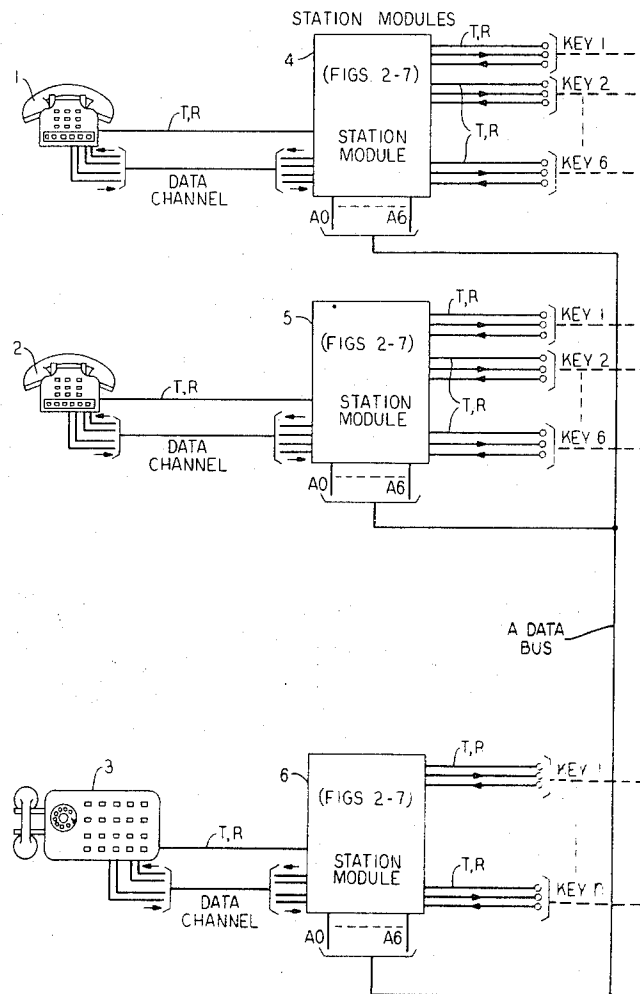 STATION MODULES
1
T,R
DATA
CHANNEL
4
(FIGS. 2-7)
STATION
MODULE
A0
A6
T,R
KEY 1
KEY 2
T,R
KEY 6
2
T,R
DATA
CHANNEL
5
(FIGS 2-7)
STATION
MODULE
A0
A6
T,R
KEY 1
KEY 2
T,R
KEY 6
A DATA
BUS
3
T,R
DATA
CHANNEL
6
(FIGS 2-7)
STATION
MODULE
A0
A6
T,R
KEY 1
T,R
KEY n